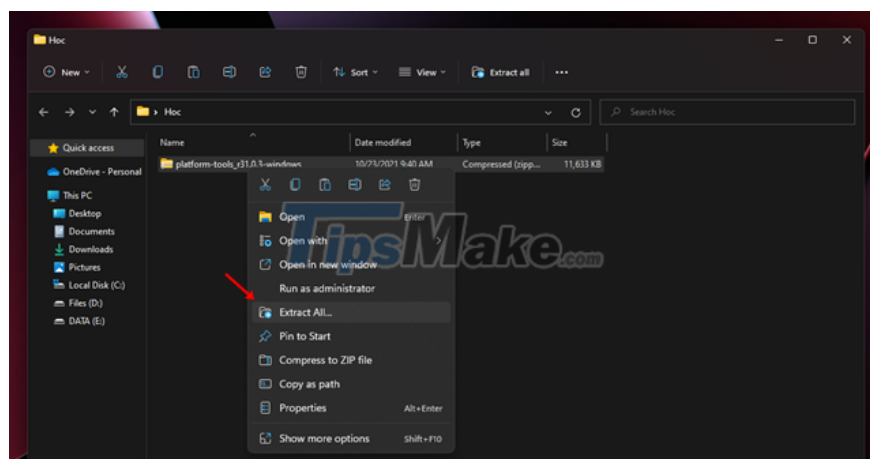 Hoc
New
Sort
View
Extract all
...
Hoc
Search Hoc
Quick access
OneDrive - Personal
This PC
Desktop
Documents
Downloads
Pictures
Local Disk (C:)
Files (D:)
DATA (E:)
Name
Date modified
Type
Size
platform-tools_r31.0.3-windows
10/23/2021 9:40 AM
Compressed (zipp...
11,633 KB
Open
Enter
Open with
Open in new window
Run as administrator
Extract All...
Pin to Start
Compress to ZIP file
Copy as path
Properties
Alt+Enter
Show more options
Shift+F10
TipsMake.com